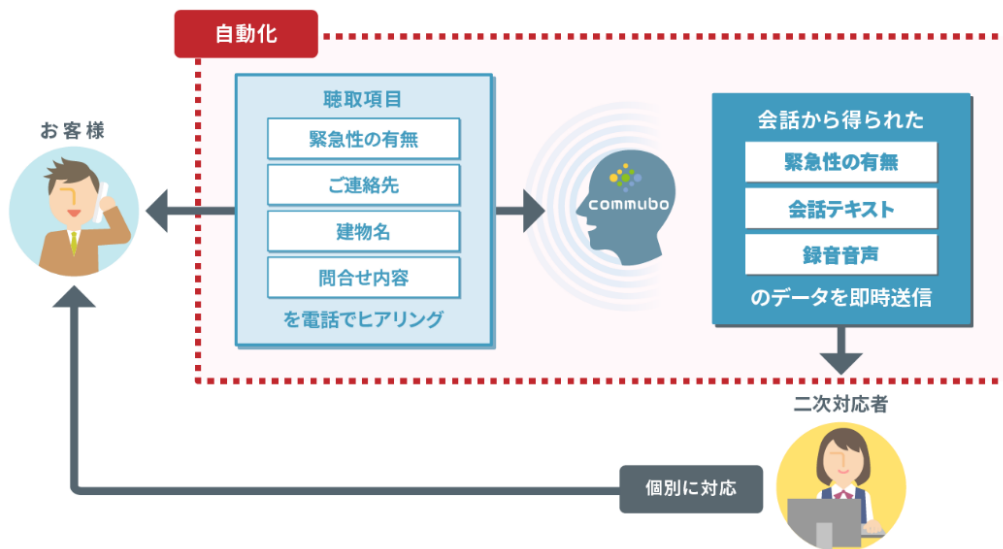 自動化
お客様
聴取項目
緊急性の有無
ご連絡先
建物名
問合せ内容
を電話でヒアリング
commubo
会話から得られた
緊急性の有無
会話テキスト
録音音声
のデータを即時送信
二次対応者
個別に対応